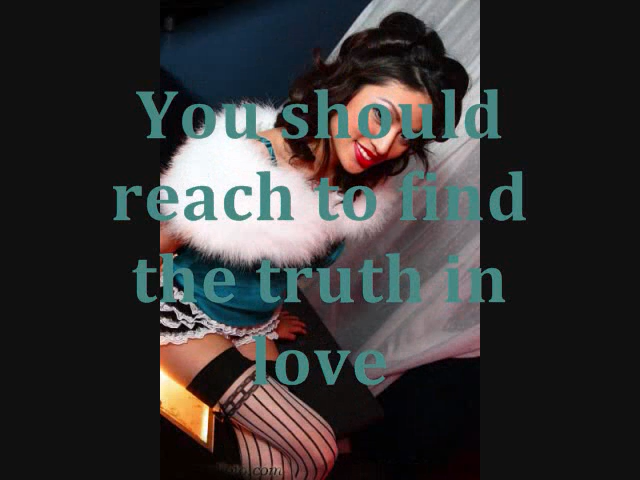 You should
reach to find
the truth in
love